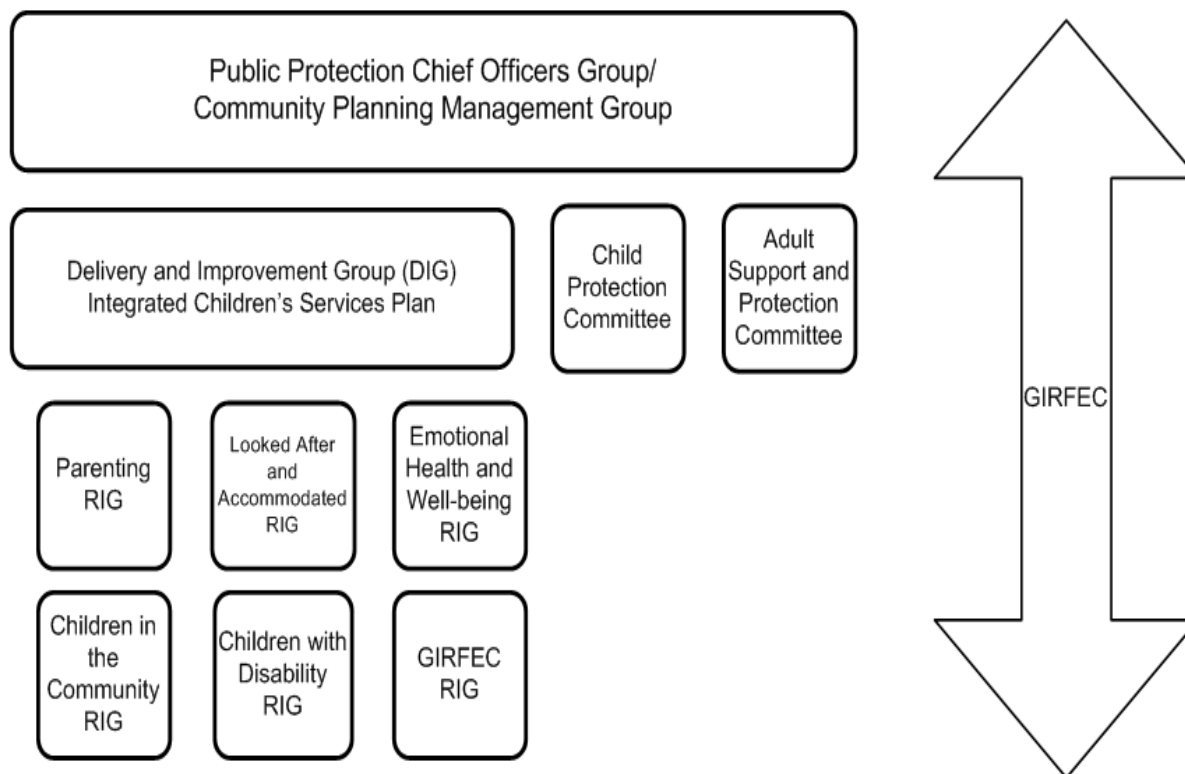 Public Protection Chief Officers Group/
Community Planning Management Group
Delivery and Improvement Group (DIG)
Integrated Children’s Services Plan
Child
Protection
Committee
Adult
Support and
Protection
Committee
GIRFEC
Parenting
RIG
Looked After
and
Accommodated
RIG
Emotional
Health and
Well-being
RIG
Children in
the
Community
RIG
Children with
Disability
RIG
GIRFEC
RIG